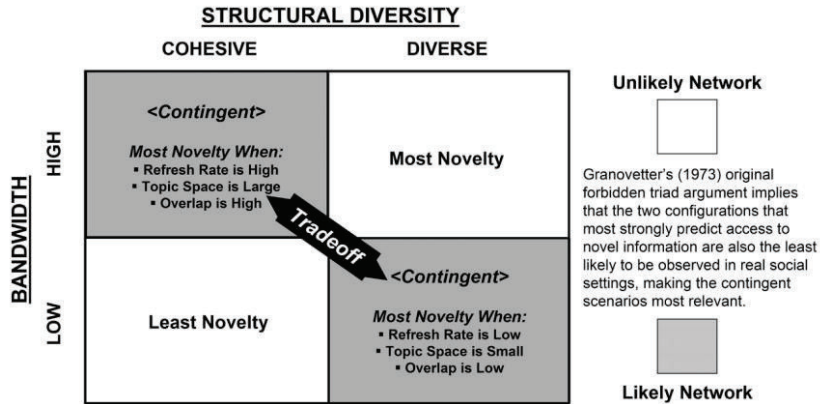 STRUCTURAL DIVERSITY
COHESIVE
DIVERSE
BANDWIDTH
HIGH
LOW
<Contingent>
Most Novelty When:
▪ Refresh Rate is High
▪ Topic Space is Large
▪ Overlap is High
Most Novelty
Tradeoff
Least Novelty
<Contingent>
Most Novelty When:
▪ Refresh Rate is Low
▪ Topic Space is Small
▪ Overlap is Low
Unlikely Network
Granovetter's (1973) original
forbidden triad argument implies
that the two configurations that
most strongly predict access to
novel information are also the least
likely to be observed in real social
settings, making the contingent
scenarios most relevant.
Likely Network